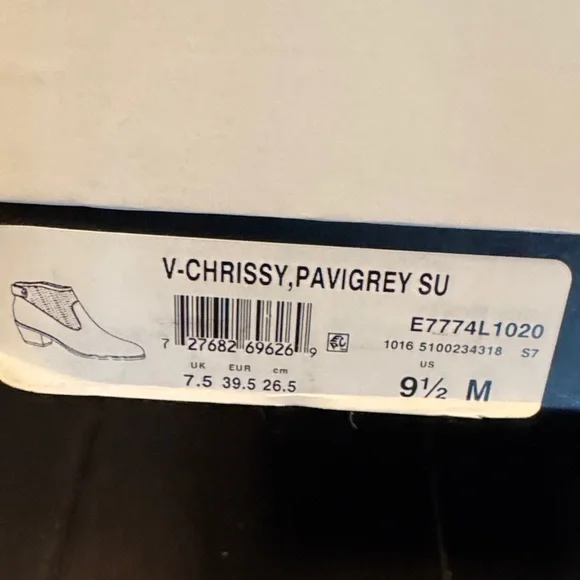 V-CHRISSY,PAVIGREY SU
E7774L1020
7 27682 69626 9
1016 5100234318 S7
UK EUR cm
7.5 39.5 26.5
US
9½ M